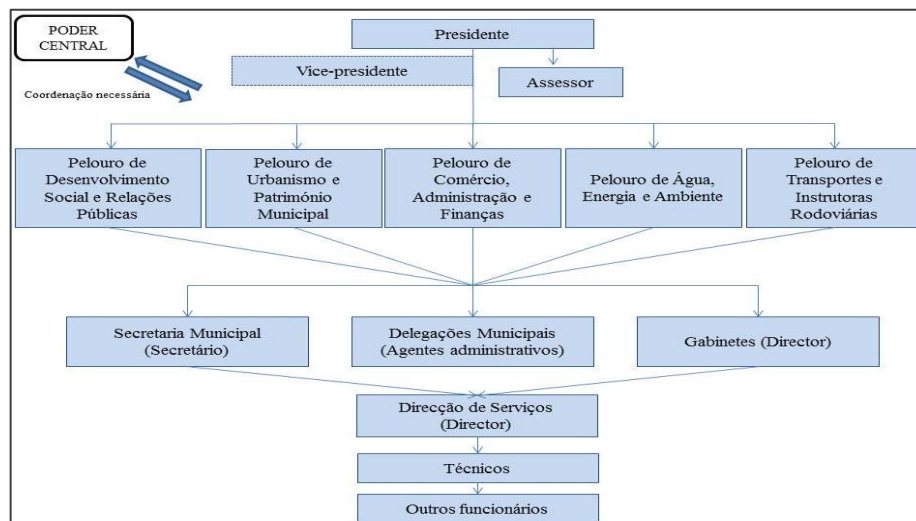 PODER
CENTRAL
Coordenação necessária
Presidente
Vice-presidente
Assessor
Pelouro de
Desenvolvimento
Social e Relações
Públicas
Pelouro de
Urbanismo e
Património
Municipal
Pelouro de
Comércio,
Administração e
Finanças
Pelouro de Água,
Energia e Ambiente
Pelouro de
Transportes e
Instrutoras
Rodoviárias
Secretaria Municipal
(Secretário)
Delegações Municipais
(Agentes administrativos)
Gabinetes (Director)
Direcção de Serviços
(Director)
Técnicos
Outros funcionários